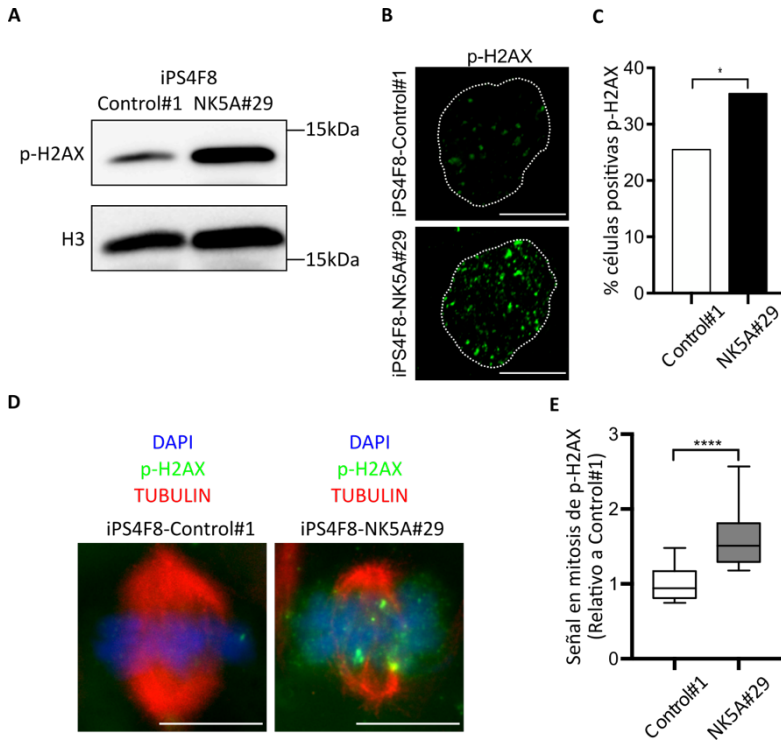 A
iPS4F8
Control#1 NK5A#29
p-H2AX
15kDa
H3
15kDa
B
p-H2AX
iPS4F8-Control#1
iPS4F8-NK5A#29
C
% células positivas p-H2AX
40
30
20
10
0
*
Control#1
NK5A#29
D
DAPI
p-H2AX
TUBULIN
iPS4F8-Control#1
DAPI
p-H2AX
TUBULIN
iPS4F8-NK5A#29
E
Señal en mitosis de p-H2AX
(Relativo a Control#1)
3
2
1
0
****
Control#1
NK5A#29